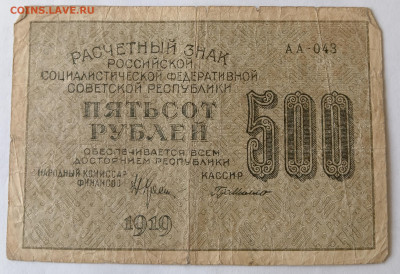 COINS.ЛАВЕ.RU
РАСЧЕТНЫЙ ЗНАК
РОССИЙСКОЙ
СОЦИАЛИСТИЧЕСКОЙ ФЕДЕРАТИВНОЙ
СОВЕТСКОЙ РЕСПУБЛИКИ
АА-043
ПЯТЬСОТ
РУБЛЕЙ
500
ОБЕСПЕЧИВАЕТСЯ ВСЕМ
ДОСТОЯНИЕМ РЕСПУБЛИКИ
НАРОДНЫЙ КОМИССАР
ФИНАНСОВ
КАССИР
1919